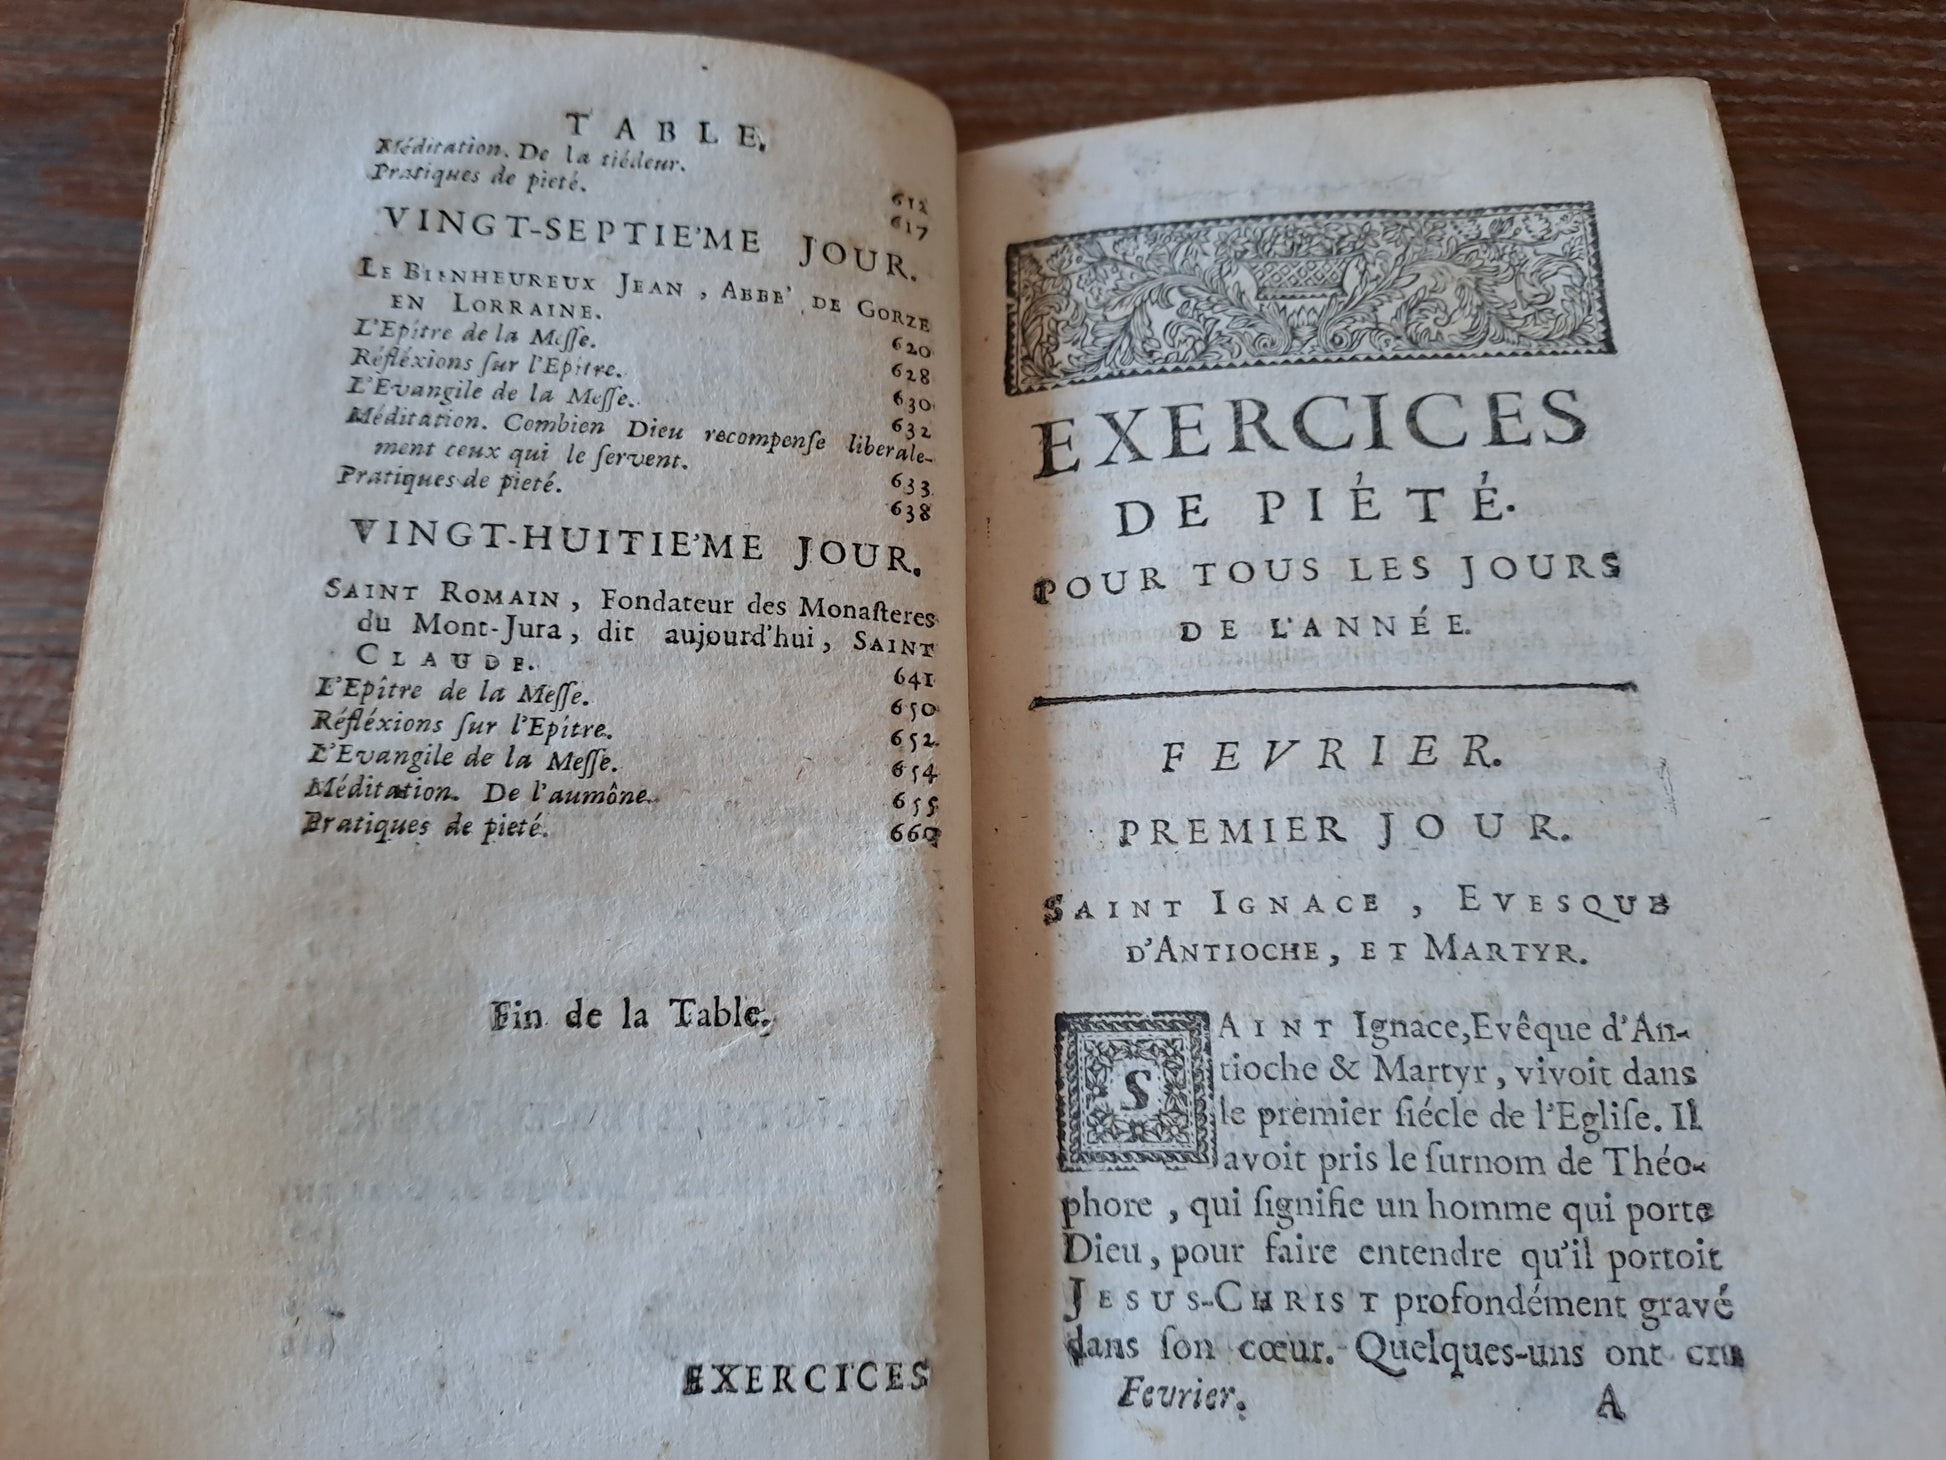 TABLE.
Méditation. De la tiédeur. 612
Pratiques de pieté. 617
VINGT-SEPTIE'ME JOUR.
LE BIENHEUREUX JEAN, ABBE' DE GORZE
EN LORRAINE. 620
L'Epitre de la Messe. 628
Réfléxions ſur l'Epitre. 630
L'Evangile de la Meſſe. 632
Méditation. Combien Dieu recompenſe liberale-
ment ceux qui le ſervent. 633
Pratiques de pieté. 638
VINGT-HUITIE'ME JOUR.
SAINT ROMAIN, Fondateur des Monaſteres
du Mont-Jura, dit aujourd'hui, SAINT
CLAUDE. 641
L'Epître de la Meſſe. 650
Réfléxions ſur l'Epître. 652
L'Evangile de la Meſſe. 654
Méditation. De l'aumône. 655
Pratiques de pieté. 660
Fin de la Table.
EXERCICES
EXERCICES
DE PIÉTÉ.
POUR TOUS LES JOURS
DE L'ANNÉE.
FEVRIER.
PREMIER JOUR.
SAINT IGNACE, EVESQUE
D'ANTIOCHE, ET MARTYR.
SAINT Ignace, Evêque d'An-
tioche & Martyr, vivoit dans
le premier ſiécle de l'Egliſe. Il
avoit pris le ſurnom de Théo-
phore, qui ſignifie un homme qui porte
Dieu, pour faire entendre qu'il portoit
JESUS-CHRIST profondément gravé
dans ſon cœur. Quelques-uns ont cru
Fevrier. A